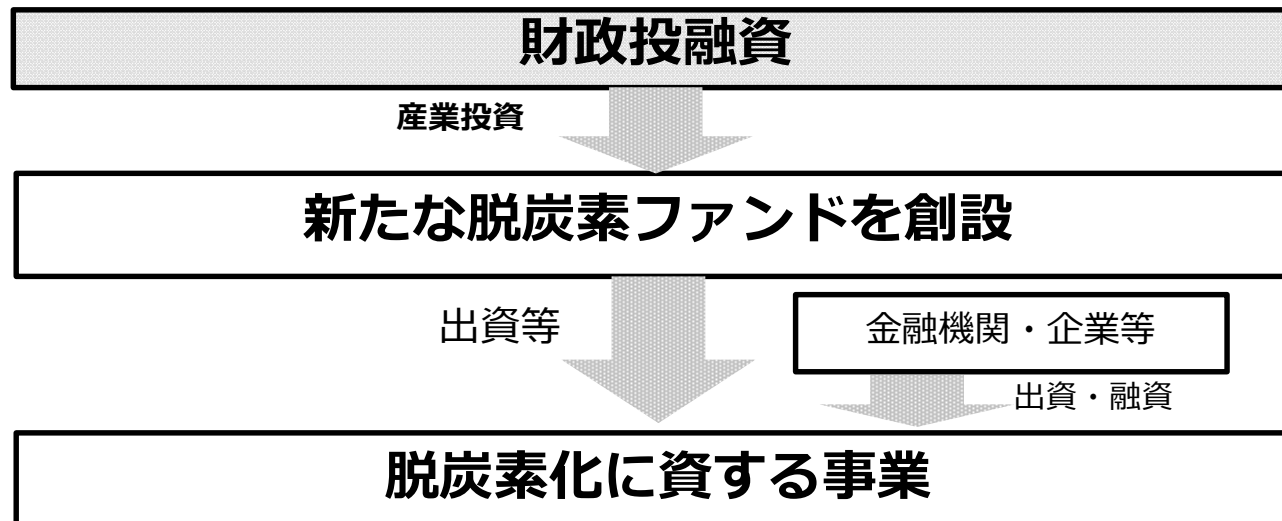 財政投融資
産業投資
新たな脱炭素ファンドを創設
出資等
金融機関・企業等
出資・融資
脱炭素化に資する事業